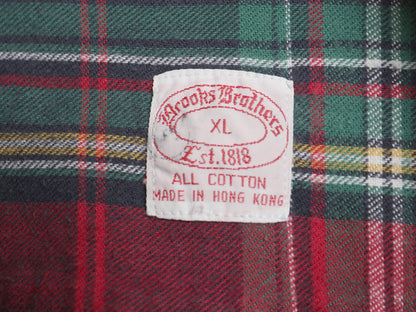 Brooks Brothers
XL
Est. 1818
ALL COTTON
MADE IN HONG KONG